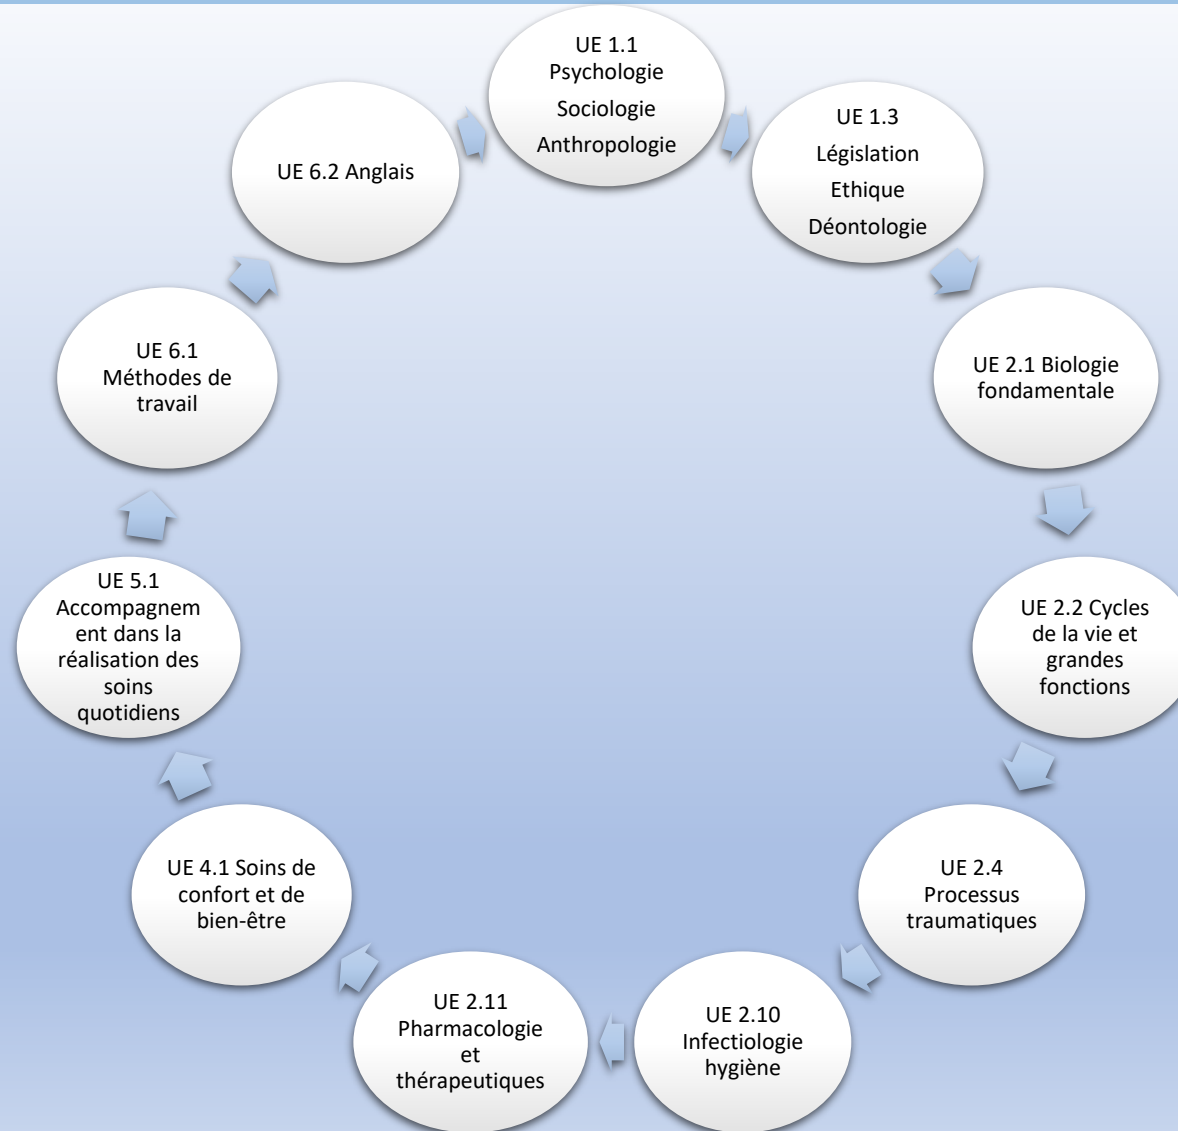 UE 1.1
Psychologie
Sociologie
Anthropologie
UE 1.3
Législation
Ethique
Déontologie
UE 2.1 Biologie
fondamentale
UE 2.2 Cycles
de la vie et
grandes
fonctions
UE 2.4
Processus
traumatiques
UE 2.10
Infectiologie
hygiène
UE 2.11
Pharmacologie
et
thérapeutiques
UE 4.1 Soins de
confort et de
bien-être
UE 5.1
Accompagnem
ent dans la
réalisation des
soins
quotidiens
UE 6.1
Méthodes de
travail
UE 6.2 Anglais